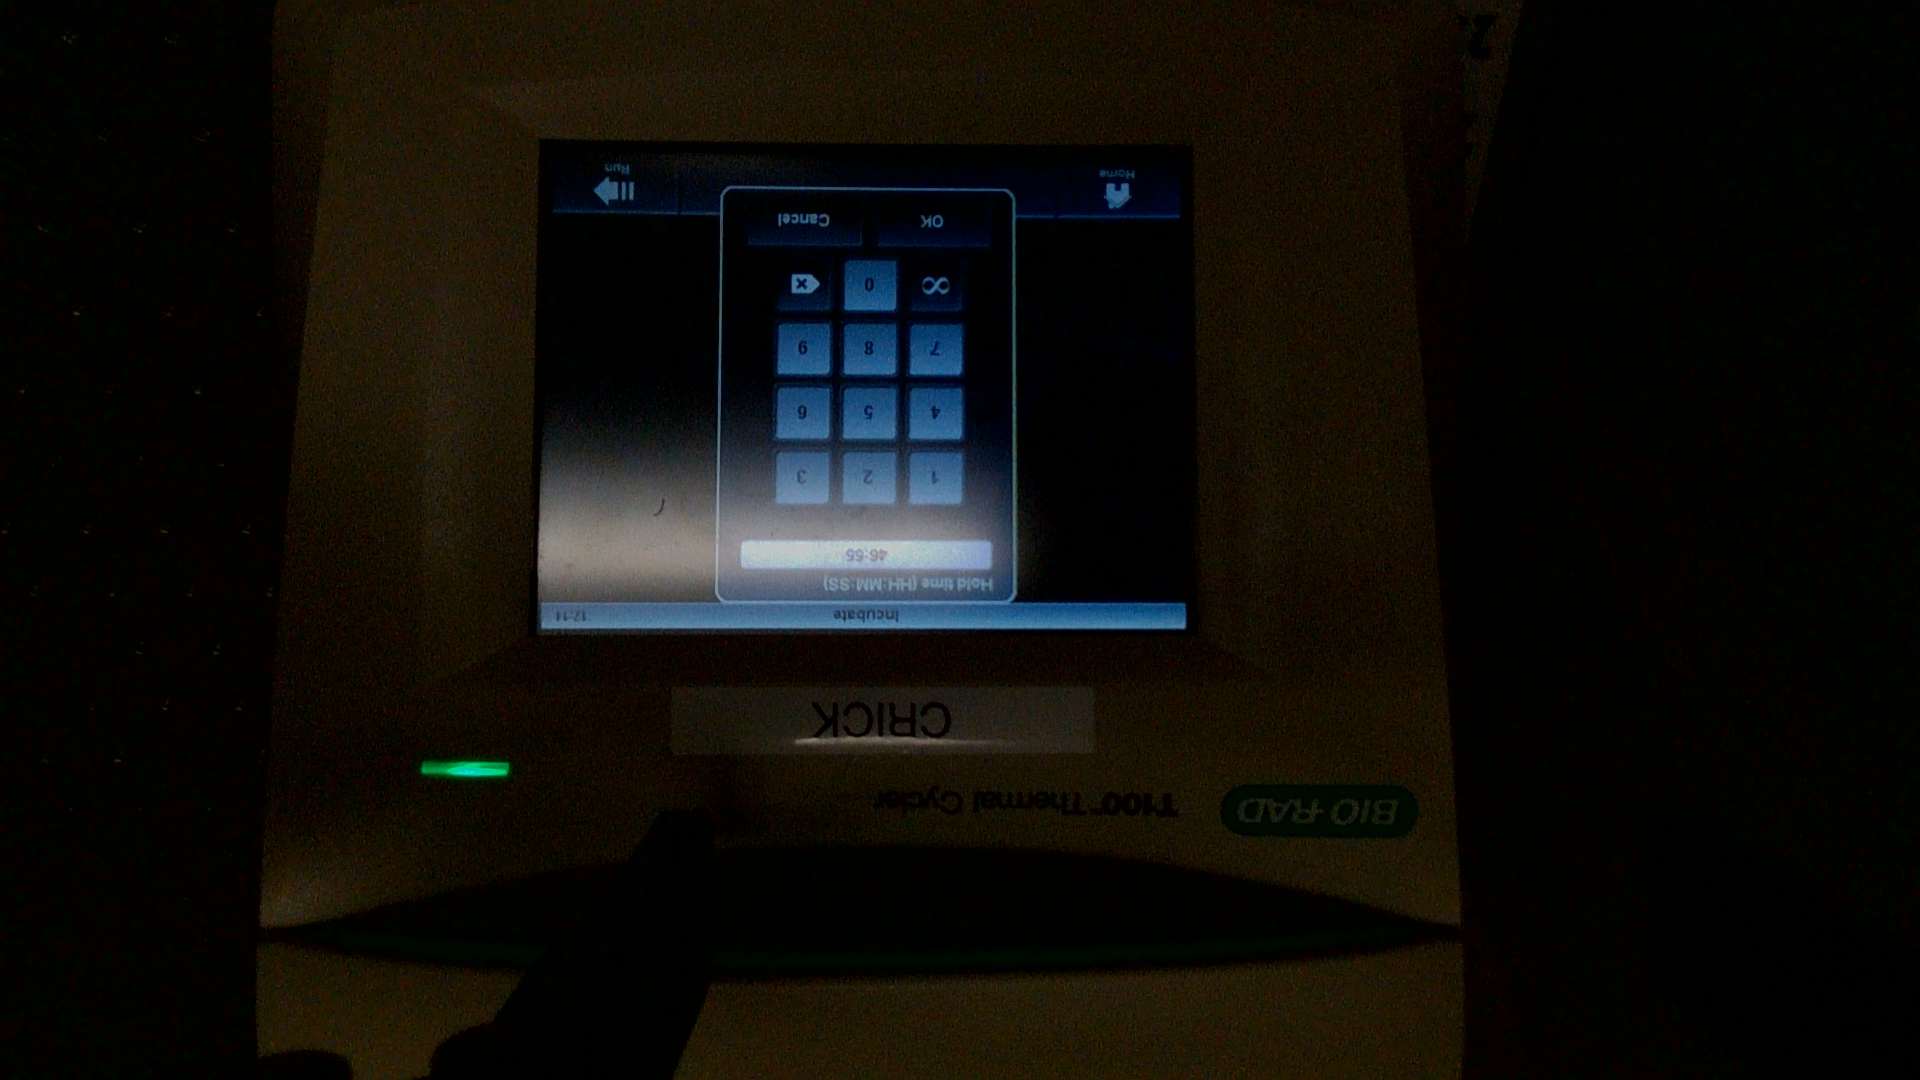 BIO-RAD
T100™ Thermal Cycler
CRICK
Incubate
12:11
Hold time (HH:MM:SS)
46:55
1 2 3
4 5 6
7 8 9
∞ 0
OK Cancel
Home
Run
2.